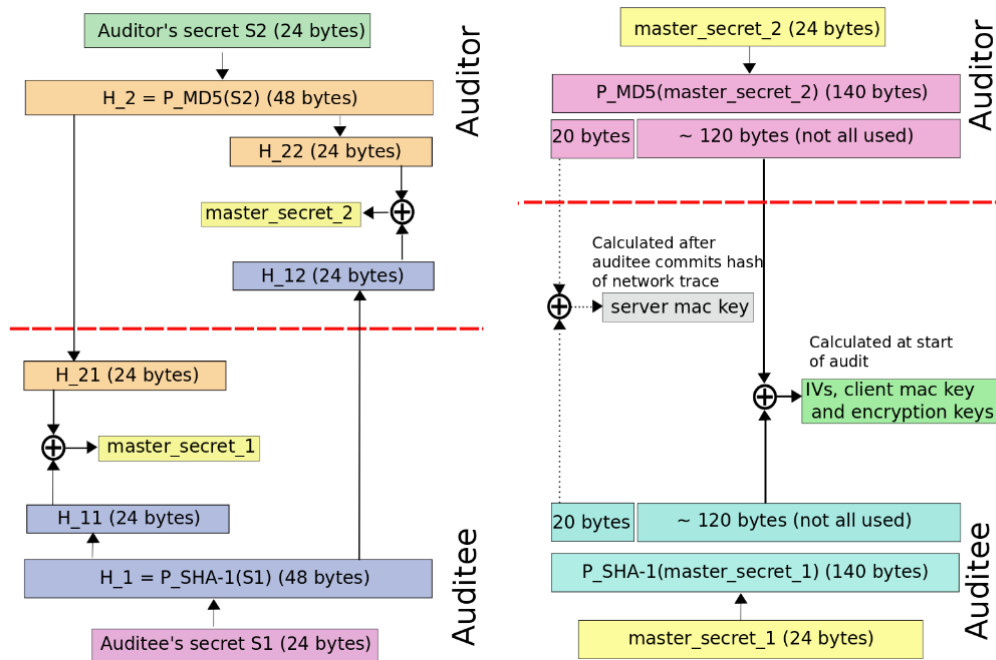 Auditor's secret S2 (24 bytes)
H_2 = P_MD5(S2) (48 bytes)
Auditor
H_22 (24 bytes)
master_secret_2
H_12 (24 bytes)
H_21 (24 bytes)
master_secret_1
H_11 (24 bytes)
H_1 = P_SHA-1(S1) (48 bytes)
Auditee's secret S1 (24 bytes)
Auditee
master_secret_2 (24 bytes)
P_MD5(master_secret_2) (140 bytes)
20 bytes
~ 120 bytes (not all used)
Auditor
Calculated after
auditee commits hash
of network trace
server mac key
Calculated at start
of audit
IVs, client mac key
and encryption keys
20 bytes
~ 120 bytes (not all used)
P_SHA-1(master_secret_1) (140 bytes)
master_secret_1 (24 bytes)
Auditee